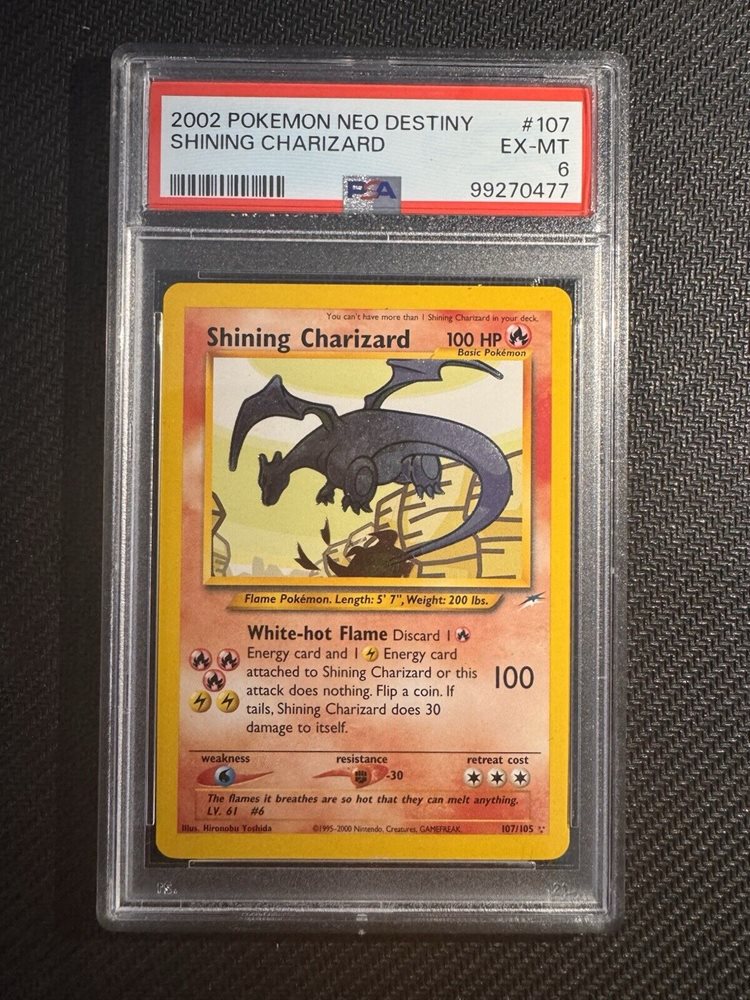 2002 POKEMON NEO DESTINY #107
SHINING CHARIZARD EX-MT
6
PSA 99270477
You can't have more than 1 Shining Charizard in your deck.
Shining Charizard 100 HP
Basic Pokémon
Flame Pokémon. Length: 5' 7", Weight: 200 lbs.
White-hot Flame Discard 1
Energy card and 1 Energy card
attached to Shining Charizard or this
attack does nothing. Flip a coin. If
tails, Shining Charizard does 30
damage to itself.
100
weakness resistance retreat cost
-30
The flames it breathes are so hot that they can melt anything.
LV. 61 #6
Illus. Hironobu Yoshida ©1995-2000 Nintendo, Creatures, GAMEFREAK. 107/105